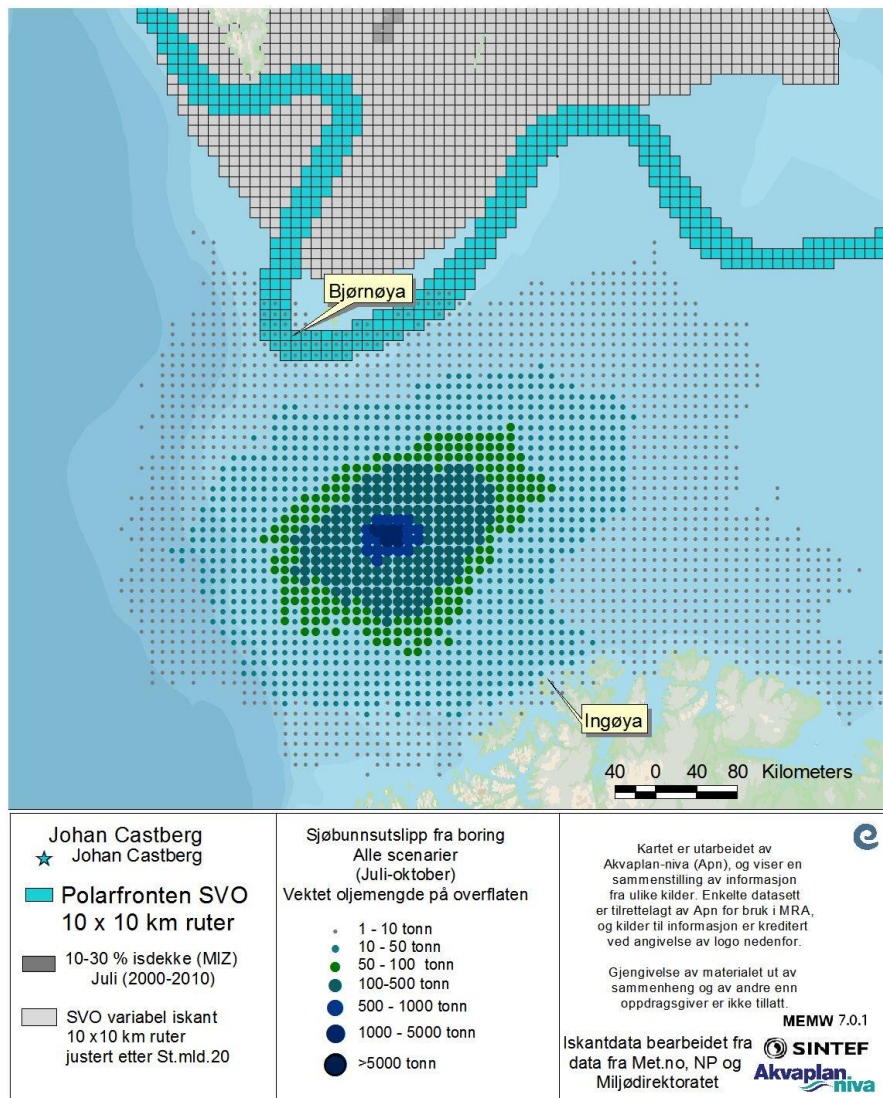 Bjørnøya
Ingøya
40 0 40 80 Kilometers
Johan Castberg
Johan Castberg
Polarfronten SVO
10 x 10 km ruter
10-30 % isdekke (MIZ)
Juli (2000-2010)
SVO variabel iskant
10 x10 km ruter
justert etter St.mld.20
Sjøbunnsutslipp fra boring
Alle scenarier
(Juli-oktober)
Vektet oljemengde på overflaten
1 - 10 tonn
10 - 50 tonn
50 - 100 tonn
100-500 tonn
500 - 1000 tonn
1000 - 5000 tonn
>5000 tonn
Kartet er utarbeidet av
Akvaplan-niva (Apn), og viser en
sammenstilling av informasjon
fra ulike kilder. Enkelte datasett
er tilrettelagt av Apn for bruk i MRA,
og kilder til informasjon er kreditert
ved angivelse av logo nedenfor.
Gjengivelse av materialet ut av
sammenheng og av andre enn
oppdragsgiver er ikke tillatt.
MEMW 7.0.1
Iskantdata bearbeidet fra
data fra Met.no, NP og
Miljødirektoratet
SINTEF
Akvaplan
niva